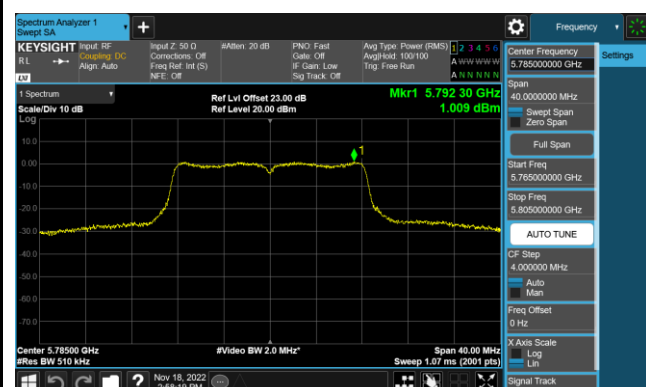 Spectrum Analyzer 1
Swept SA
Frequency
KEYSIGHT
RL
Input: RF
Coupling: DC
Align: Auto
Input Z: 50 Ω
Corrections: Off
Freq Ref: Int (S)
NFE: Off
#Atten: 20 dB
PNO: Fast
Gate: Off
IF Gain: Low
Sig Track: Off
Avg Type: Power (RMS)
Avg|Hold: 100/100
Trig: Free Run
1 2 3 4 5 6
A W W W W W
A N N N N N
LXI
1 Spectrum
Scale/Div 10 dB
Log
Ref Lvl Offset 23.00 dB
Ref Level 20.00 dBm
Mkr1 5.792 30 GHz
1.009 dBm
1
10.0
0.00
-10.0
-20.0
-30.0
-40.0
-50.0
-60.0
-70.0
Center 5.78500 GHz
#Res BW 510 kHz
#Video BW 2.0 MHz*
Span 40.00 MHz
Sweep 1.07 ms (2001 pts)
Nov 18, 2022
2:58:19 PM
Center Frequency
5.785000000 GHz
Settings
Span
40.0000000 MHz
Swept Span
Zero Span
Full Span
Start Freq
5.765000000 GHz
Stop Freq
5.805000000 GHz
AUTO TUNE
CF Step
4.000000 MHz
Auto
Man
Freq Offset
0 Hz
X Axis Scale
Log
Lin
Signal Track